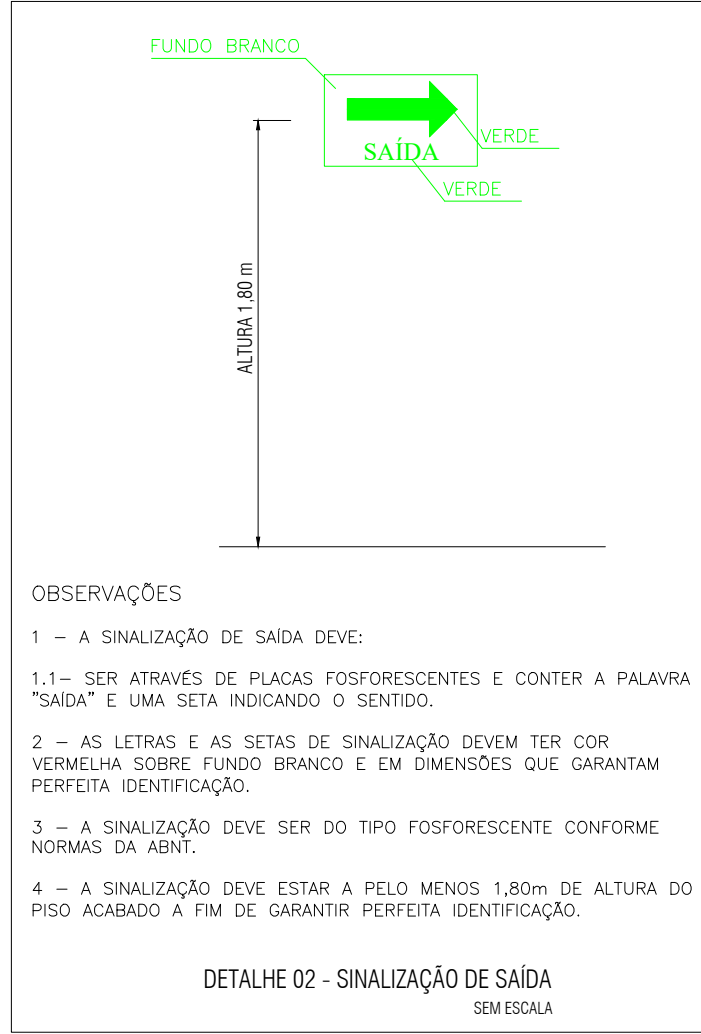 FUNDO BRANCO
VERDE
SAÍDA
VERDE
ALTURA 1,80 m
OBSERVAÇÕES
1 – A SINALIZAÇÃO DE SAÍDA DEVE:
1.1– SER ATRAVÉS DE PLACAS FOSFORESCENTES E CONTER A PALAVRA
"SAÍDA" E UMA SETA INDICANDO O SENTIDO.
2 – AS LETRAS E AS SETAS DE SINALIZAÇÃO DEVEM TER COR
VERMELHA SOBRE FUNDO BRANCO E EM DIMENSÕES QUE GARANTAM
PERFEITA IDENTIFICAÇÃO.
3 – A SINALIZAÇÃO DEVE SER DO TIPO FOSFORESCENTE CONFORME
NORMAS DA ABNT.
4 – A SINALIZAÇÃO DEVE ESTAR A PELO MENOS 1,80m DE ALTURA DO
PISO ACABADO A FIM DE GARANTIR PERFEITA IDENTIFICAÇÃO.
DETALHE 02 - SINALIZAÇÃO DE SAÍDA
SEM ESCALA